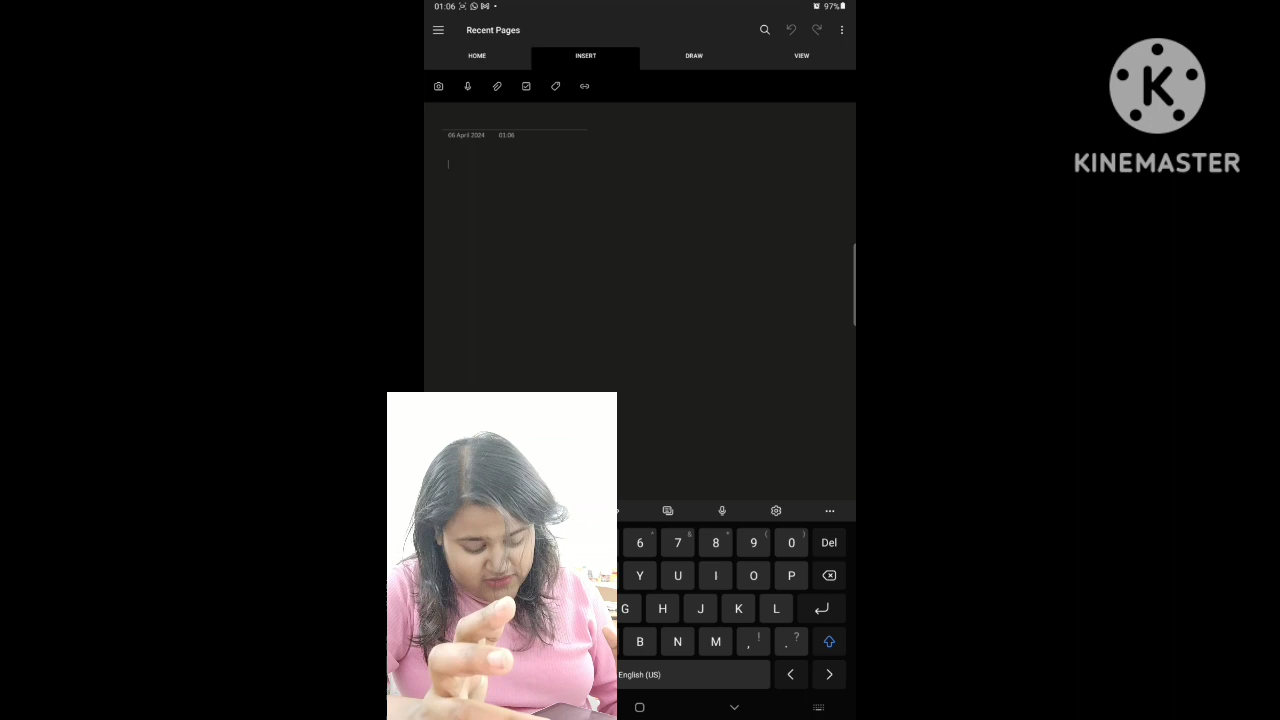 01:06
97%
Recent Pages
HOME INSERT DRAW VIEW
06 April 2024 01:06
K
KINEMASTER
6 ^ 7 & 8 * 9 ( 0 ) Del
Y U I O P
G H J K L
B N M , ! . ?
English (US)